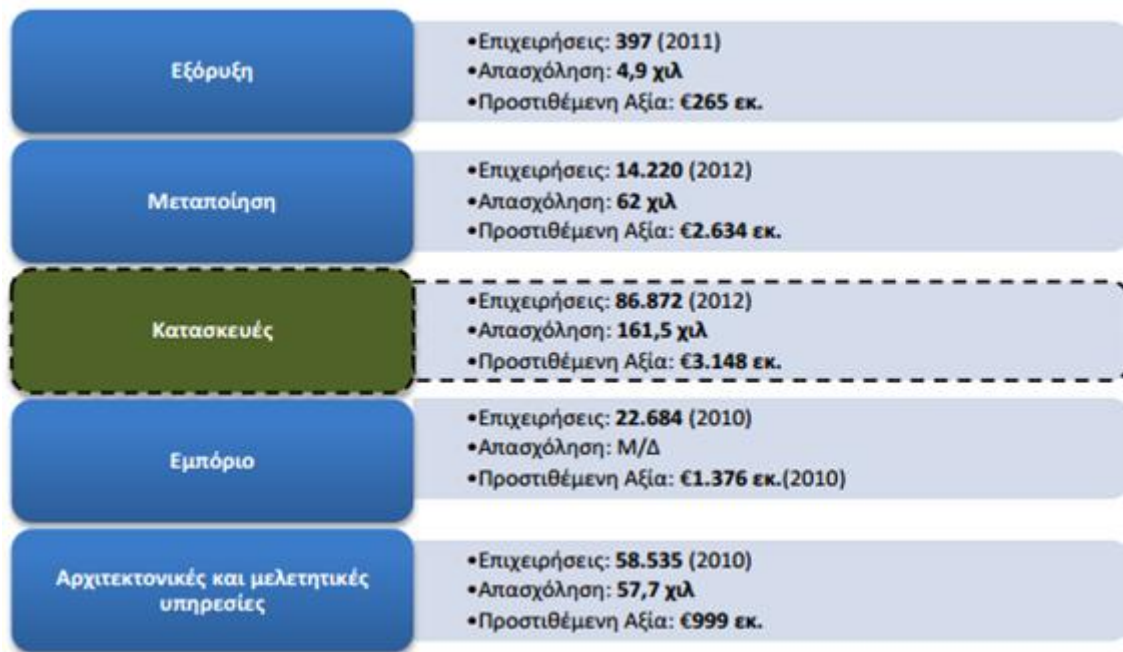 Εξόρυξη
•Επιχειρήσεις: 397 (2011)
•Απασχόληση: 4,9 χιλ
•Προστιθέμενη Αξία: €265 εκ.
Μεταποίηση
•Επιχειρήσεις: 14.220 (2012)
•Απασχόληση: 62 χιλ
•Προστιθέμενη Αξία: €2.634 εκ.
Κατασκευές
•Επιχειρήσεις: 86.872 (2012)
•Απασχόληση: 161,5 χιλ
•Προστιθέμενη Αξία: €3.148 εκ.
Εμπόριο
•Επιχειρήσεις: 22.684 (2010)
•Απασχόληση: Μ/Δ
•Προστιθέμενη Αξία: €1.376 εκ.(2010)
Αρχιτεκτονικές και μελετητικές
υπηρεσίες
•Επιχειρήσεις: 58.535 (2010)
•Απασχόληση: 57,7 χιλ
•Προστιθέμενη Αξία: €999 εκ.